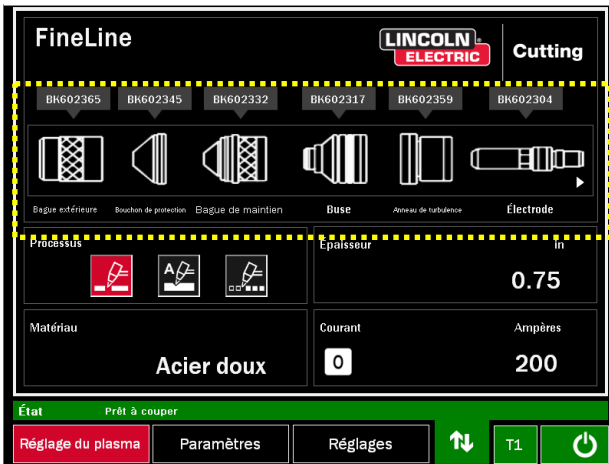 FineLine
LINCOLN ELECTRIC Cutting
BK602365 BK602345 BK602332 BK602317 BK602359 BK602304
Bague extérieure Bouchon de protection Bague de maintien Buse Anneau de turbulence Électrode
Processus
A
Épaisseur in
0.75
Matériau
Acier doux
Courant Ampères
0 200
État Prêt à couper
Réglage du plasma Paramètres Réglages T1